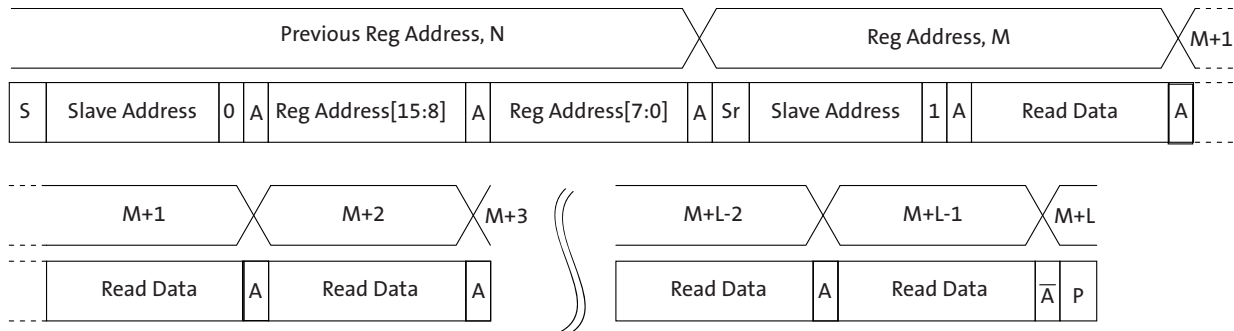 Previous Reg Address, N Reg Address, M M+1
S Slave Address 0 A Reg Address[15:8] A Reg Address[7:0] A Sr Slave Address 1 A Read Data A
M+1 M+2 M+3 M+L-2 M+L-1 M+L
Read Data A Read Data A Read Data A Read Data A̅ P